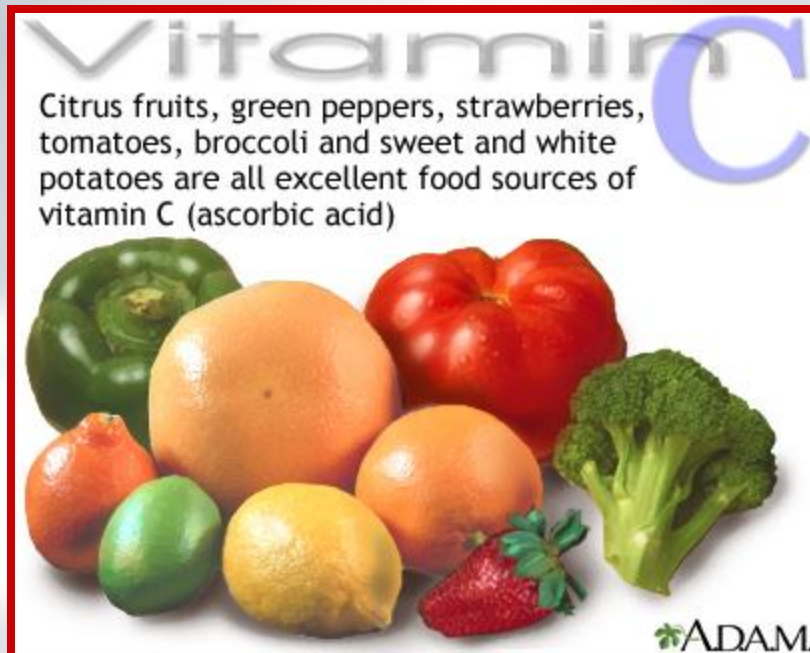 Vitamin C
Citrus fruits, green peppers, strawberries,
tomatoes, broccoli and sweet and white
potatoes are all excellent food sources of
vitamin C (ascorbic acid)
A.D.A.M.